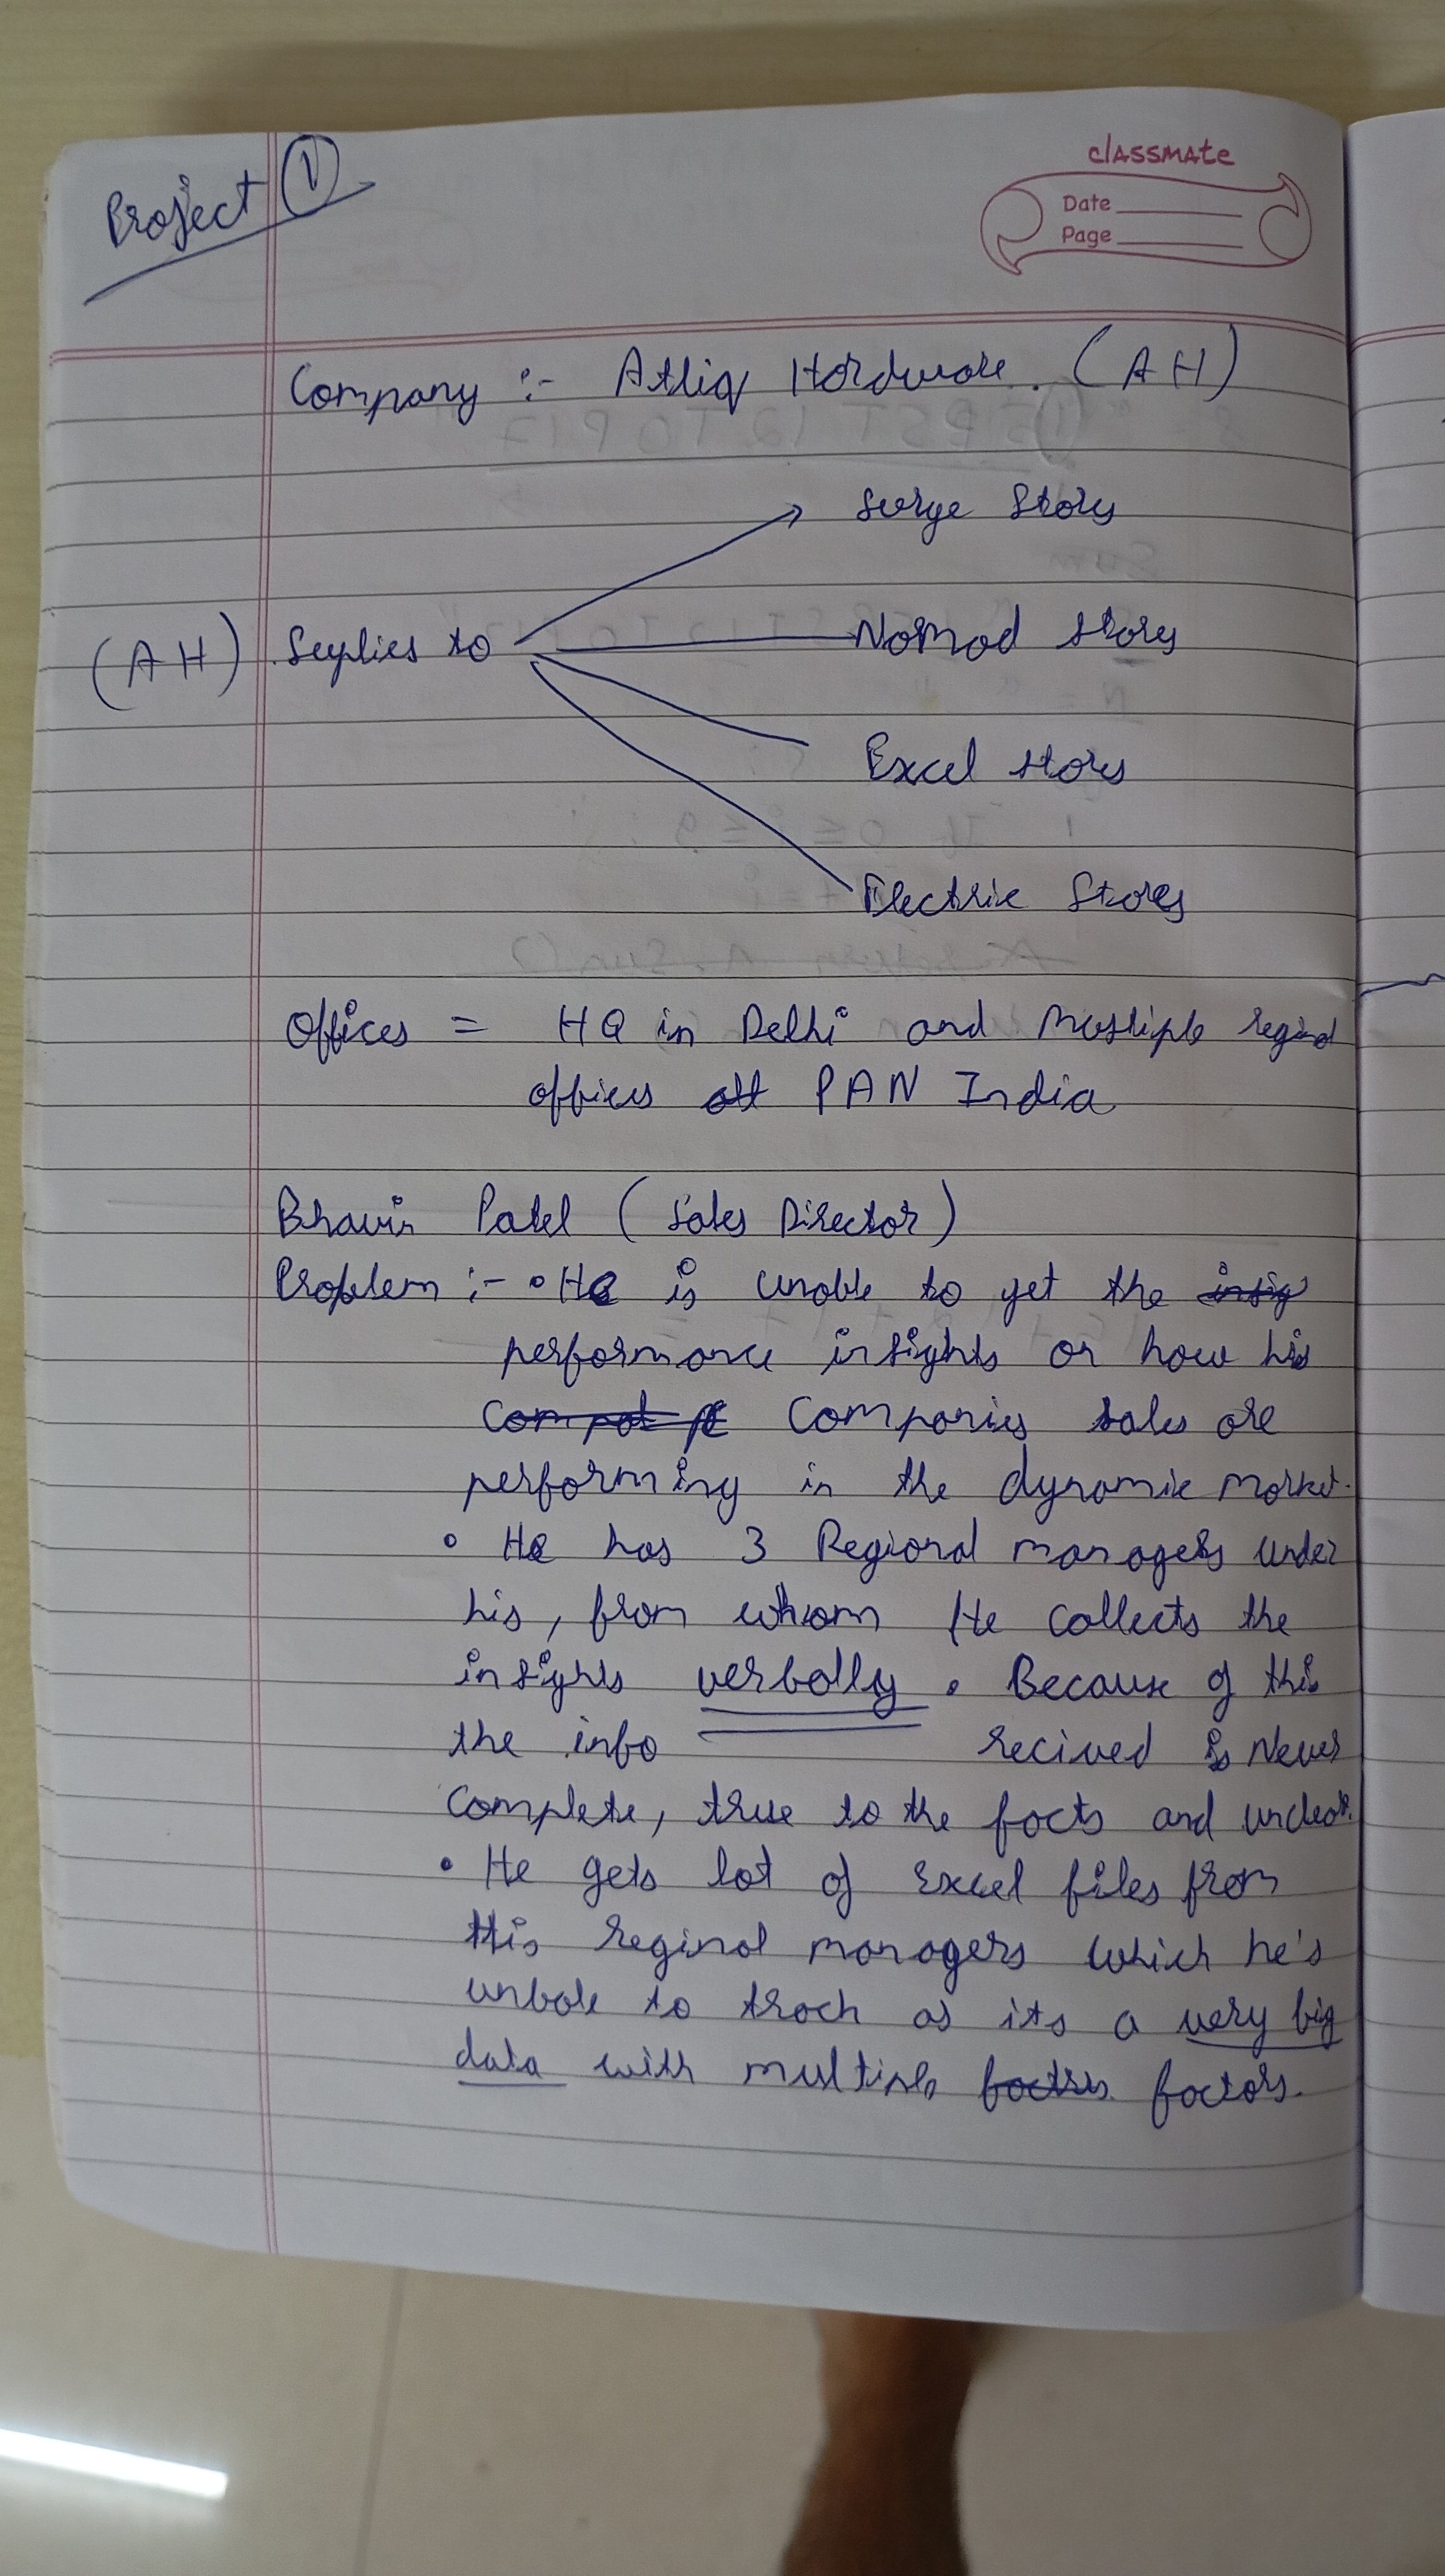 Project ①
classmate
Date
Page
Company :- Atliq Hardware. (AH)
Surge Stores
(AH) Suplies to
Nomad Stores
Excel stores
Electric Stores
Offices = HQ in Delhi and Multiple reginal
offices all PAN India
Bhavin Patel (Sales Director)
Problem :- • He is unable to get the insig
performance insights or how his
Companies sales are
performing in the dynamic market.
• He has 3 Regional managers under
his, from whom He collects the
insights verbally. Because of this
the info recived is Never
Complete, true to the facts and unclear.
• He gets lot of Excel files from
this reginal managers which he's
unbale to track as its a very big
data with multiple factors factors.